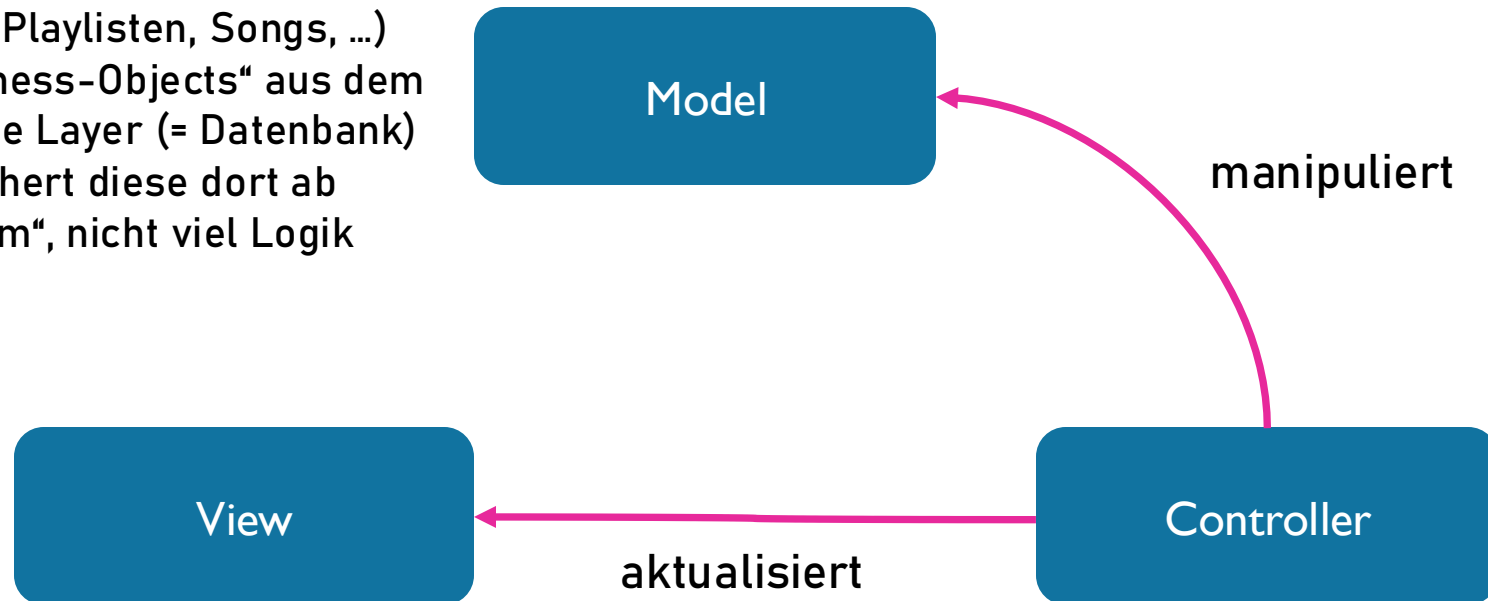 Playlisten, Songs, …)
ness-Objects“ aus dem
e Layer (= Datenbank)
hert diese dort ab
m“, nicht viel Logik
Model
manipuliert
View
aktualisiert
Controller